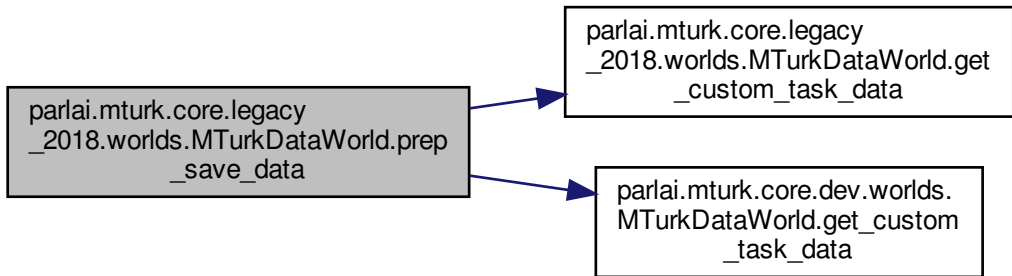 parlai.mturk.core.legacy
_2018.worlds.MTurkDataWorld.prep
_save_data
parlai.mturk.core.legacy
_2018.worlds.MTurkDataWorld.get
_custom_task_data
parlai.mturk.core.dev.worlds.
MTurkDataWorld.get_custom
_task_data